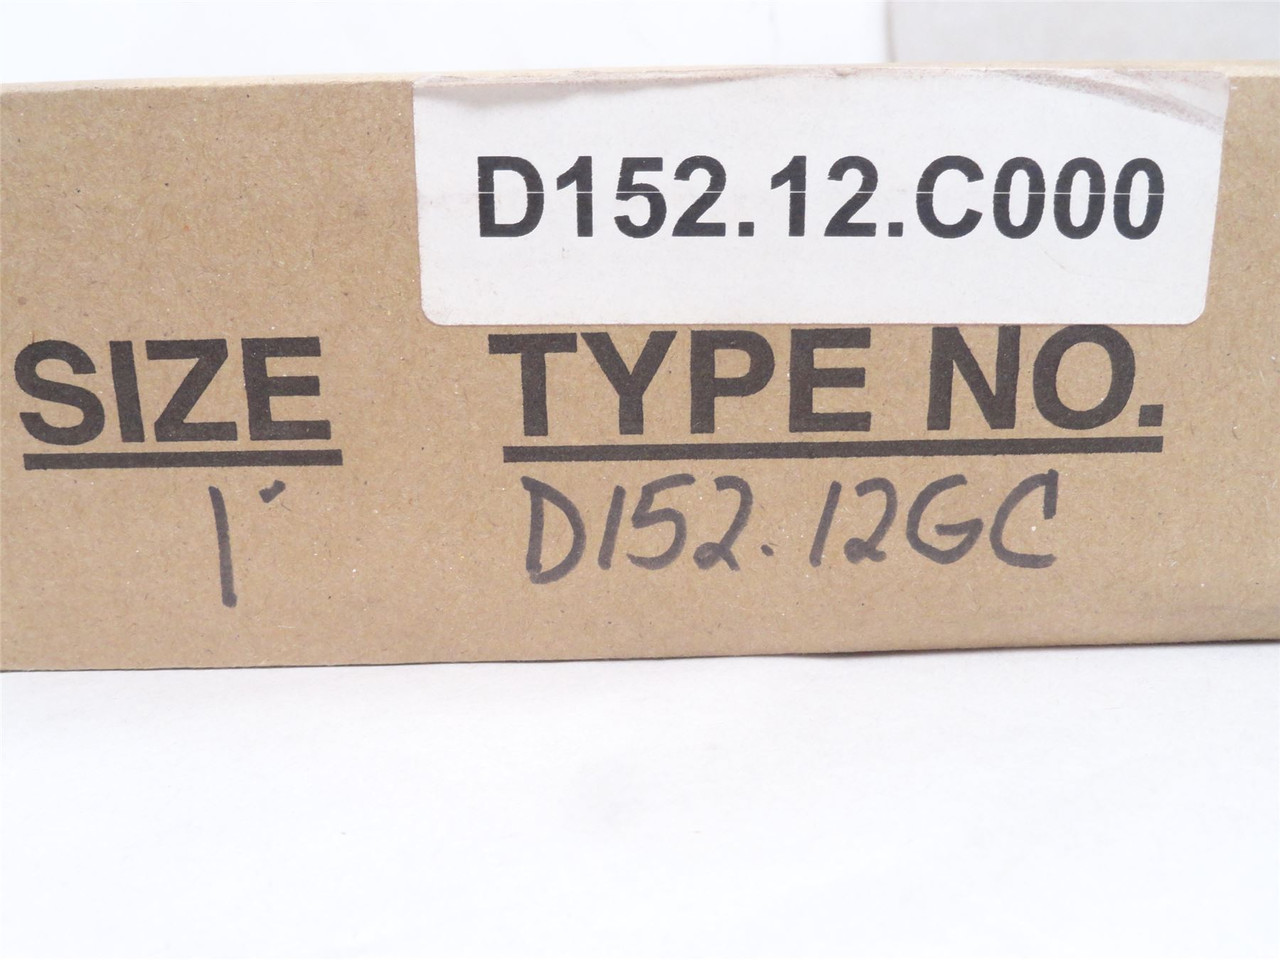 D152.12.C000
SIZE TYPE NO.
1" D152.12GC